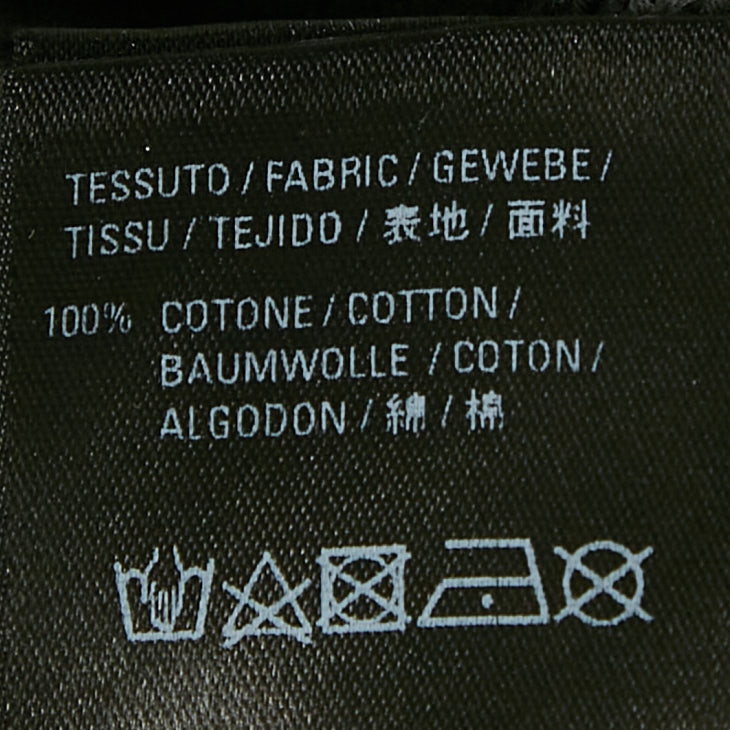 TESSUTO / FABRIC / GEWEBE /
TISSU / TEJIDO / 表地 / 面料
100% COTONE / COTTON /
BAUMWOLLE / COTON /
ALGODON / 綿 / 棉